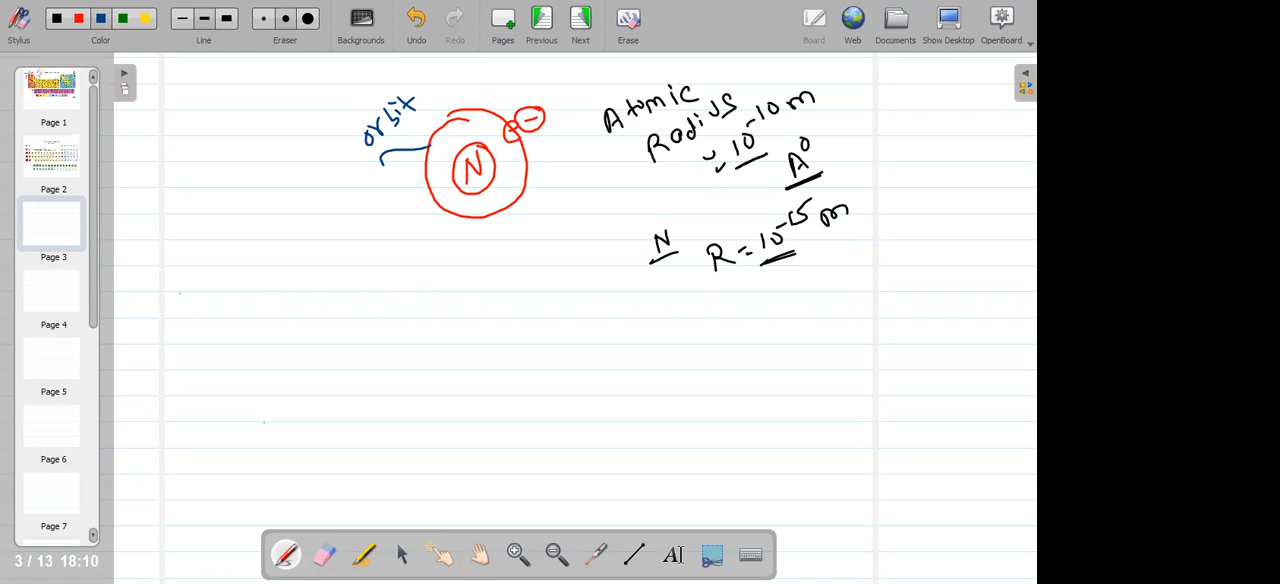 Stylus
Color
Line
Eraser
Backgrounds
Undo
Redo
Pages
Previous
Next
Erase
Board
Web
Documents
Show Desktop
OpenBoard
Page 1
Page 2
Page 3
Page 4
Page 5
Page 6
Page 7
3 / 13 18:10
orbit
N
+
−
Atomic
Radius
10⁻¹⁰ m
A⁰
N R = 10⁻¹⁵ m
A